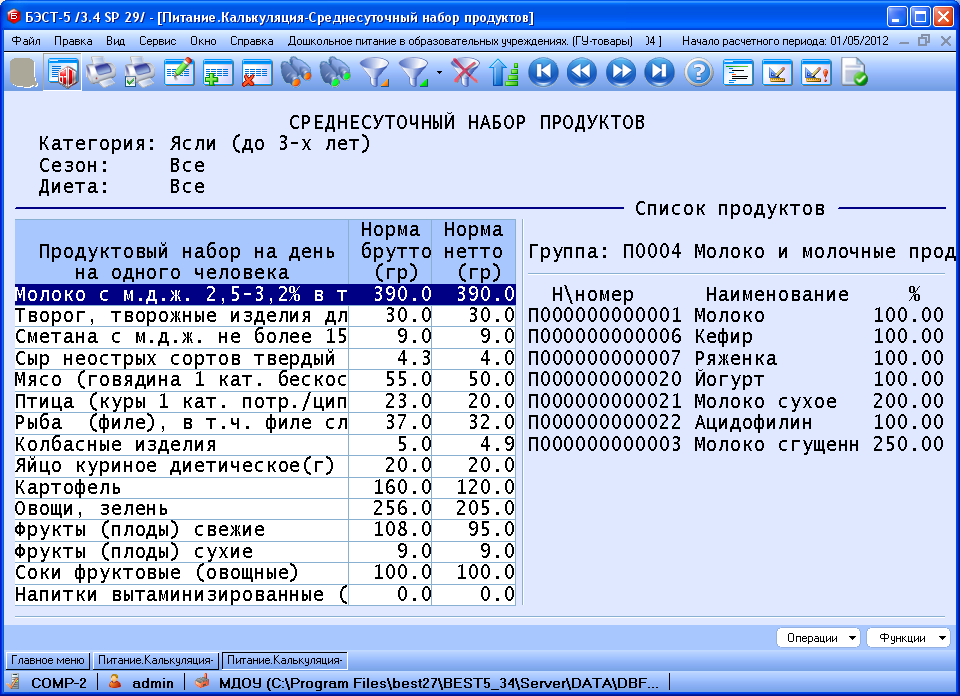 БЭСТ-5 /3.4 SP 29/ - [Питание.Калькуляция-Среднесуточный набор продуктов]
Файл Правка Вид Сервис Окно Справка Дошкольное питание в образовательных учреждениях. (ГУ-товары) 04 ] Начало расчетного периода: 01/05/2012
СРЕДНЕСУТОЧНЫЙ НАБОР ПРОДУКТОВ
Категория: Ясли (до 3-х лет)
Сезон: Все
Диета: Все
Список продуктов
Продуктовый набор на день на одного человека
Норма брутто (гр)
Норма нетто (гр)
Молоко с м.д.ж. 2,5-3,2% в т 390.0 390.0
Творог, творожные изделия дл 30.0 30.0
Сметана с м.д.ж. не более 15 9.0 9.0
Сыр неострых сортов твердый 4.3 4.0
Мясо (говядина 1 кат. бескос 55.0 50.0
Птица (куры 1 кат. потр./цип 23.0 20.0
Рыба (филе), в т.ч. филе сл 37.0 32.0
Колбасные изделия 5.0 4.9
Яйцо куриное диетическое(г) 20.0 20.0
Картофель 160.0 120.0
Овощи, зелень 256.0 205.0
Фрукты (плоды) свежие 108.0 95.0
Фрукты (плоды) сухие 9.0 9.0
Соки фруктовые (овощные) 100.0 100.0
Напитки вытаминизированные ( 0.0 0.0
Группа: П0004 Молоко и молочные прод
Н\номер Наименование %
П000000000001 Молоко 100.00
П000000000006 Кефир 100.00
П000000000007 Ряженка 100.00
П000000000020 Йогурт 100.00
П000000000021 Молоко сухое 200.00
П000000000022 Ацидофилин 100.00
П000000000003 Молоко сгущенн 250.00
Операции Функции
Главное меню Питание.Калькуляция- Питание.Калькуляция-
COMP-2 admin МДОУ (C:\Program Files\best27\BEST5_34\Server\DATA\DBF...